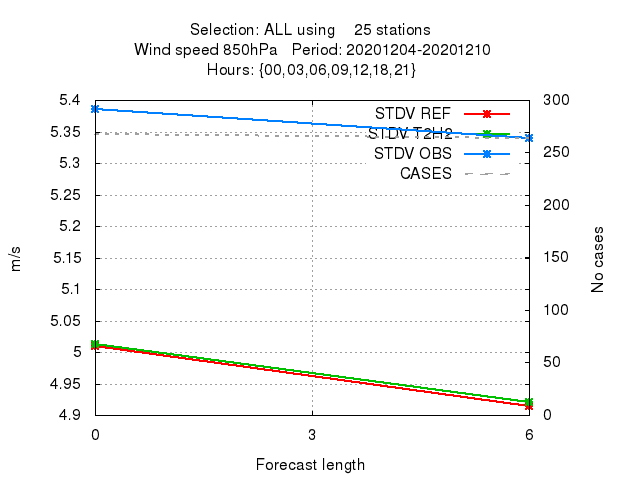 Selection: ALL using    25 stations
Wind speed 850hPa   Period: 20201204-20201210
Hours: {00,03,06,09,12,18,21}
STDV REF
STDV T2H2
STDV OBS
CASES
5.4
5.35
5.3
5.25
5.2
5.15
5.1
5.05
5
4.95
4.9
m/s
300
250
200
150
100
50
0
No cases
0 3 6
Forecast length